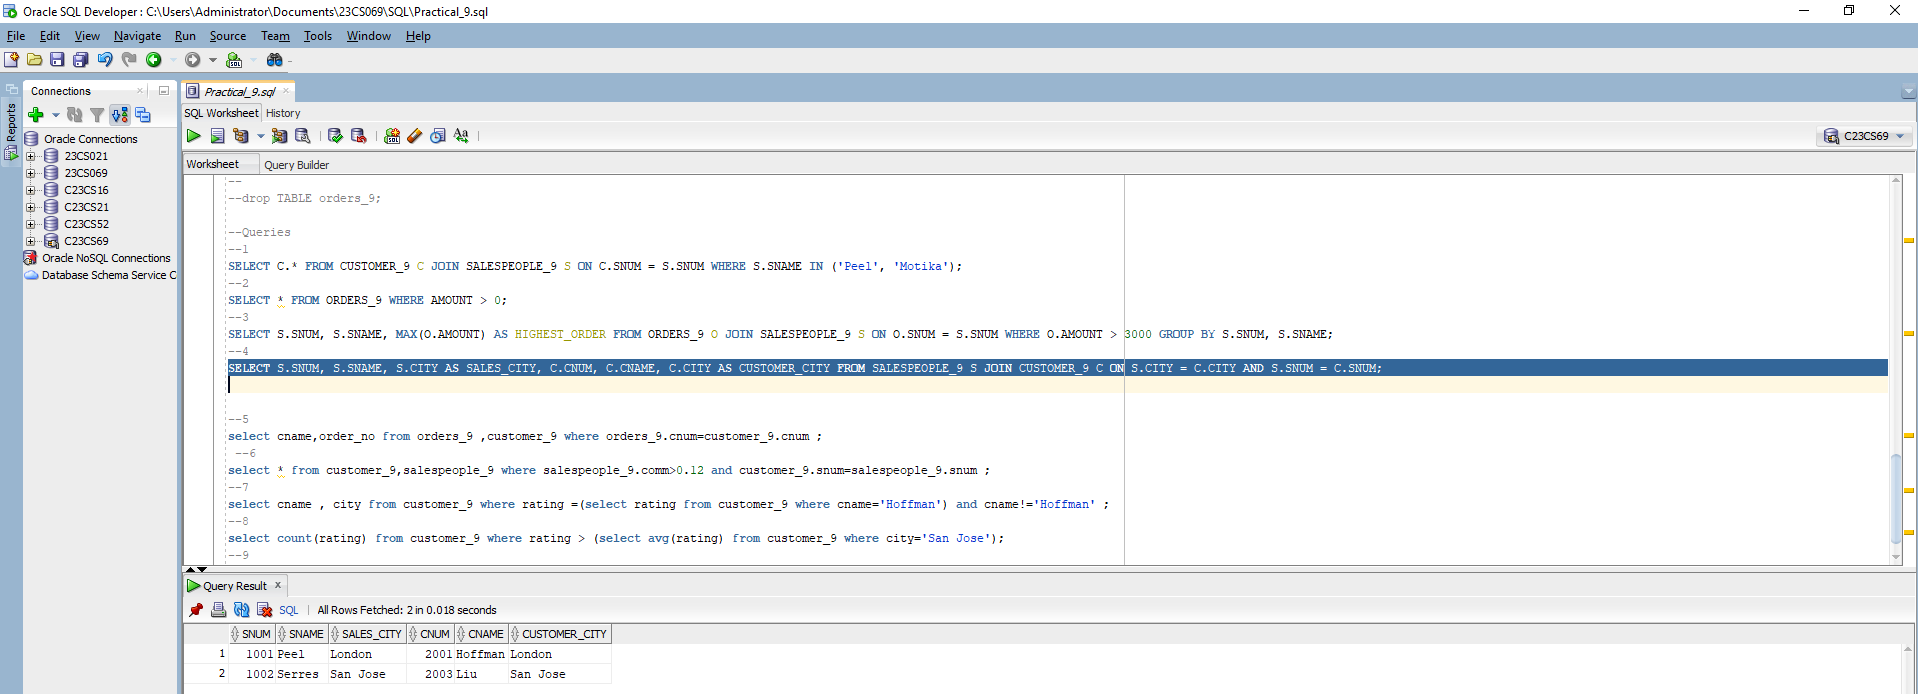 Oracle SQL Developer : C:\Users\Administrator\Documents\23CS069\SQL\Practical_9.sql
File Edit View Navigate Run Source Team Tools Window Help
Connections
Reports
Oracle Connections
23CS021
23CS069
C23CS16
C23CS21
C23CS52
C23CS69
Oracle NoSQL Connections
Database Schema Service C
Practical_9.sql
SQL Worksheet History
C23CS69
Worksheet Query Builder
--
--drop TABLE orders_9;
--Queries
--1
SELECT C.* FROM CUSTOMER_9 C JOIN SALESPEOPLE_9 S ON C.SNUM = S.SNUM WHERE S.SNAME IN ('Peel', 'Motika');
--2
SELECT * FROM ORDERS_9 WHERE AMOUNT > 0;
--3
SELECT S.SNUM, S.SNAME, MAX(O.AMOUNT) AS HIGHEST_ORDER FROM ORDERS_9 O JOIN SALESPEOPLE_9 S ON O.SNUM = S.SNUM WHERE O.AMOUNT > 3000 GROUP BY S.SNUM, S.SNAME;
--4
SELECT S.SNUM, S.SNAME, S.CITY AS SALES_CITY, C.CNUM, C.CNAME, C.CITY AS CUSTOMER_CITY FROM SALESPEOPLE_9 S JOIN CUSTOMER_9 C ON S.CITY = C.CITY AND S.SNUM = C.SNUM;
--5
select cname,order_no from orders_9 ,customer_9 where orders_9.cnum=customer_9.cnum ;
--6
select * from customer_9,salespeople_9 where salespeople_9.comm>0.12 and customer_9.snum=salespeople_9.snum ;
--7
select cname , city from customer_9 where rating =(select rating from customer_9 where cname='Hoffman') and cname!='Hoffman' ;
--8
select count(rating) from customer_9 where rating > (select avg(rating) from customer_9 where city='San Jose');
--9
Query Result
SQL All Rows Fetched: 2 in 0.018 seconds
SNUM SNAME SALES_CITY CNUM CNAME CUSTOMER_CITY
1 1001 Peel London 2001 Hoffman London
2 1002 Serres San Jose 2003 Liu San Jose